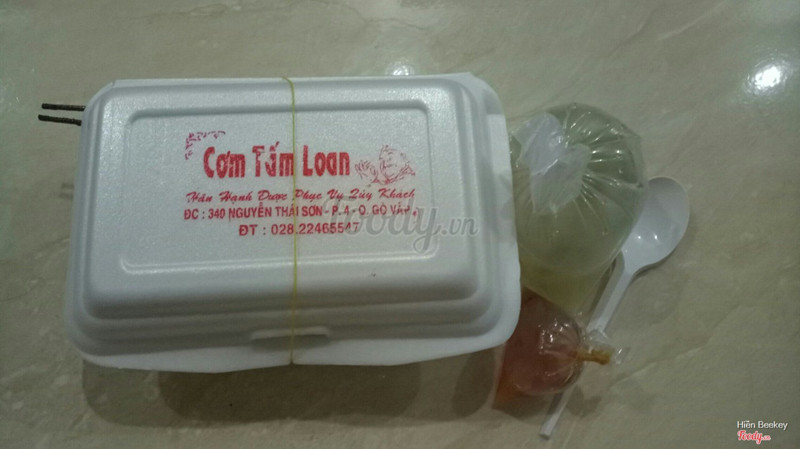 Cơm Tấm Loan
Hân Hạnh Được Phục Vụ Qúy Khách
ĐC : 340 NGUYỄN THÁI SƠN - P. 4 - Q. GÒ VẤP
ĐT : 028.22465547
Foody.vn
Hiền Beekey
Foody.vn